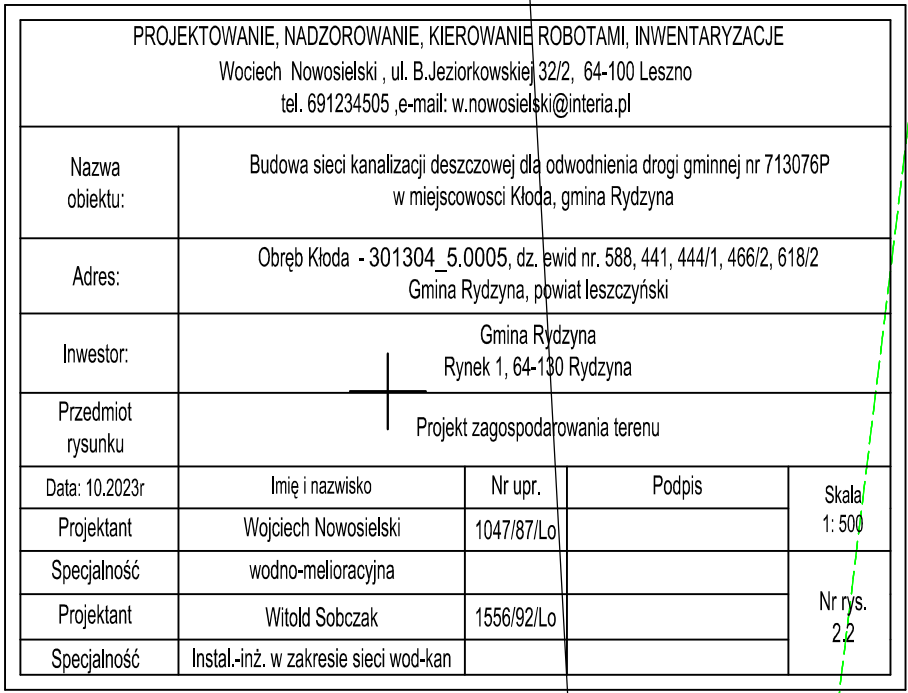 PROJEKTOWANIE, NADZOROWANIE, KIEROWANIE ROBOTAMI, INWENTARYZACJE
Wociech Nowosielski , ul. B.Jeziorkowskiej 32/2, 64-100 Leszno
tel. 691234505 ,e-mail: w.nowosielski@interia.pl
Nazwa
obiektu:
Budowa sieci kanalizacji deszczowej dla odwodnienia drogi gminnej nr 713076P
w miejscowosci Kłoda, gmina Rydzyna
Adres:
Obręb Kłoda - 301304_5.0005, dz. ewid nr. 588, 441, 444/1, 466/2, 618/2
Gmina Rydzyna, powiat leszczyński
Inwestor:
Gmina Rydzyna
Rynek 1, 64-130 Rydzyna
Przedmiot
rysunku
Projekt zagospodarowania terenu
Data: 10.2023r
Imię i nazwisko
Nr upr.
Podpis
Skala
1: 500
Projektant
Wojciech Nowosielski
1047/87/Lo
Specjalność
wodno-melioracyjna
Projektant
Witold Sobczak
1556/92/Lo
Nr rys.
2.2
Specjalność
Instal.-inż. w zakresie sieci wod-kan